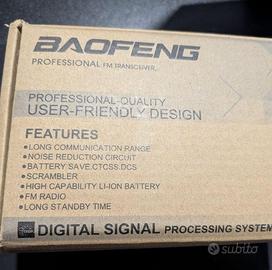 BAOFENG
PROFESSIONAL FM TRANSCEIVER
PROFESSIONAL-QUALITY
USER-FRIENDLY DESIGN
FEATURES
•LONG COMMUNICATION RANGE
•NOISE REDUCTION CIRCUIT
•BATTERY SAVE.CTCSS.DCS
•SCRAMBLER
•HIGH CAPABILITY LI-ION BATTERY
•FM RADIO
•LONG STANDBY TIME
DIGITAL SIGNAL PROCESSING SYSTEM
subito